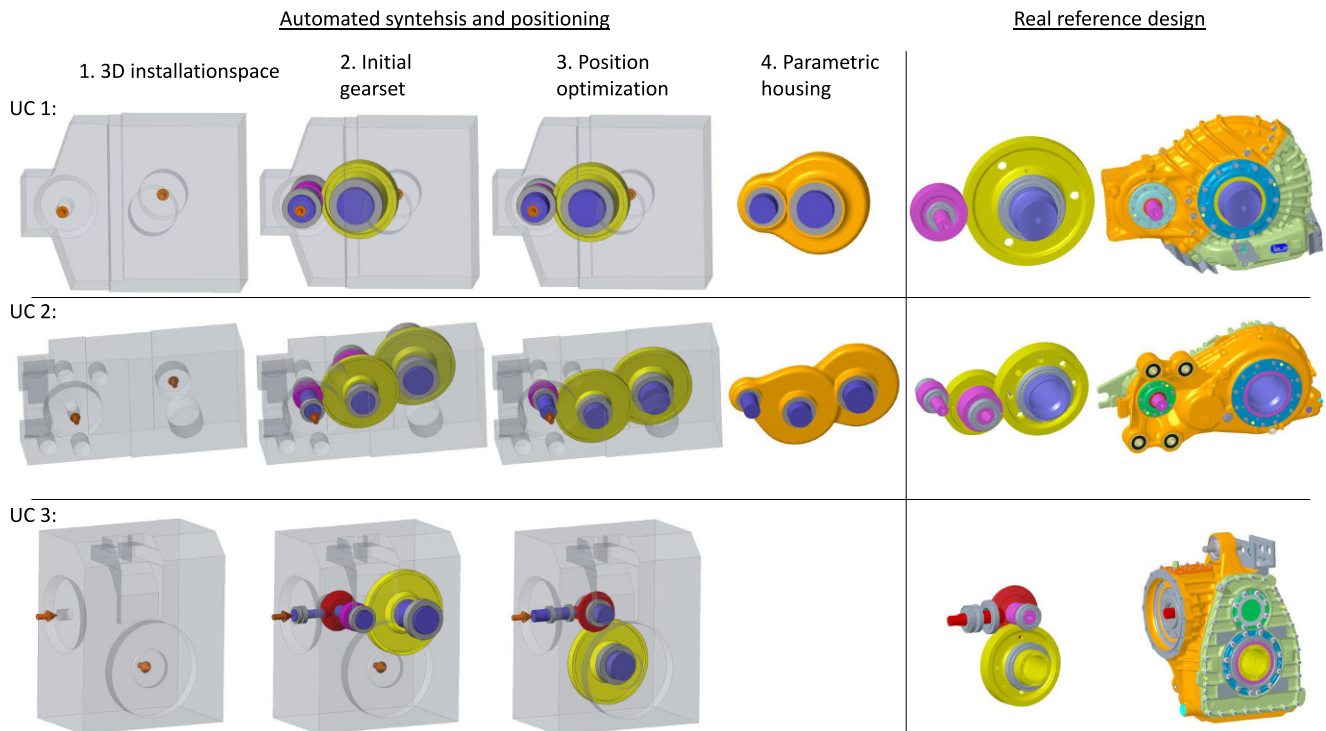 Automated syntehsis and positioning
Real reference design
1. 3D installationspace
2. Initial
gearset
3. Position
optimization
4. Parametric
housing
UC 1:
UC 2:
UC 3: